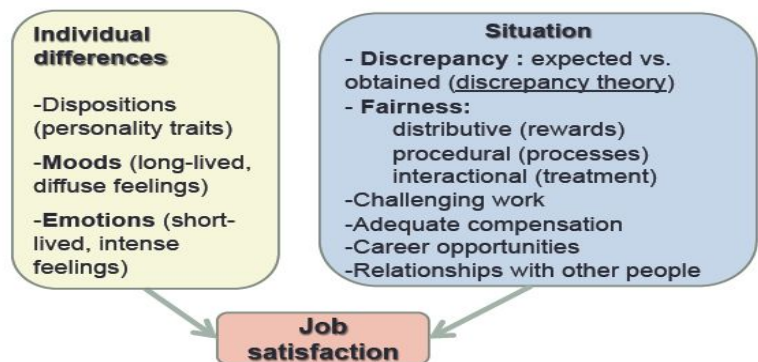 Individual
differences
-Dispositions
(personality traits)
-Moods (long-lived,
diffuse feelings)
-Emotions (short-
lived, intense
feelings)
Situation
- Discrepancy : expected vs.
obtained (discrepancy theory)
- Fairness:
distributive (rewards)
procedural (processes)
interactional (treatment)
-Challenging work
-Adequate compensation
-Career opportunities
-Relationships with other people
Job
satisfaction